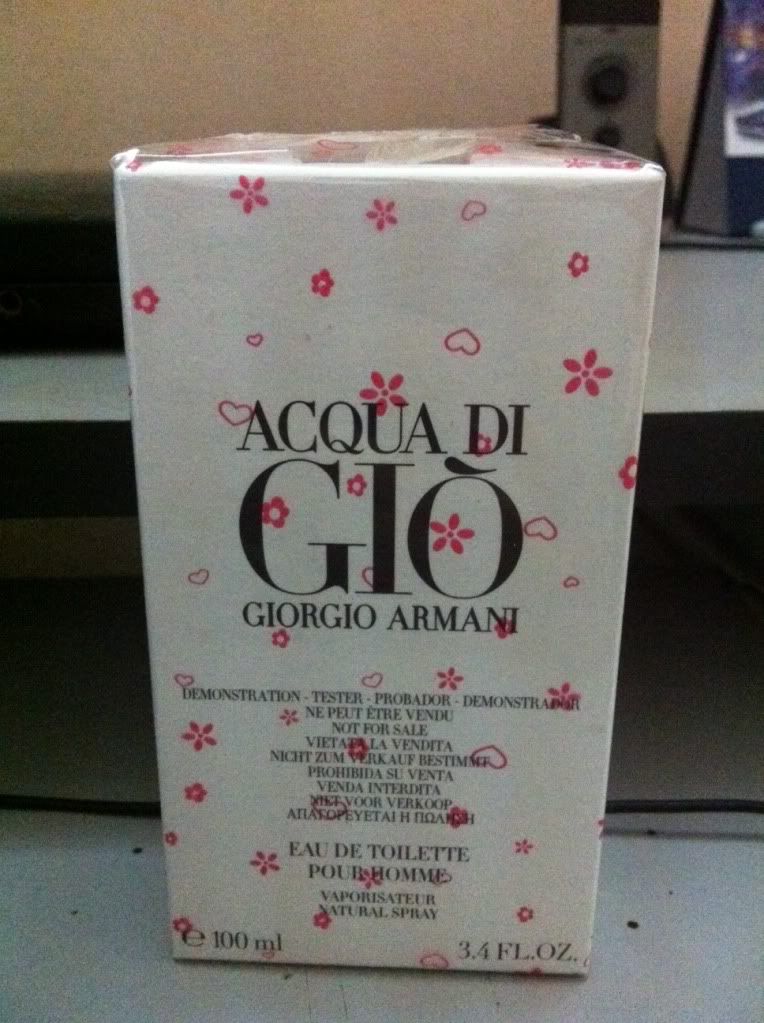 ACQUA DI
GIÒ
GIORGIO ARMANI
DEMONSTRATION - TESTER - PROBADOR - DEMONSTRADOR
NE PEUT ÊTRE VENDU
NOT FOR SALE
VIETATA LA VENDITA
NICHT ZUM VERKAUF BESTIMMT
PROHIBIDA SU VENTA
VENDA INTERDITA
NIET VOOR VERKOOP
ΑΠΑΓΟΡΕΥΕΤΑΙ Η ΠΩΛΗΣΗ
EAU DE TOILETTE
POUR HOMME
VAPORISATEUR
NATURAL SPRAY
℮ 100 ml 3.4 FL.OZ.